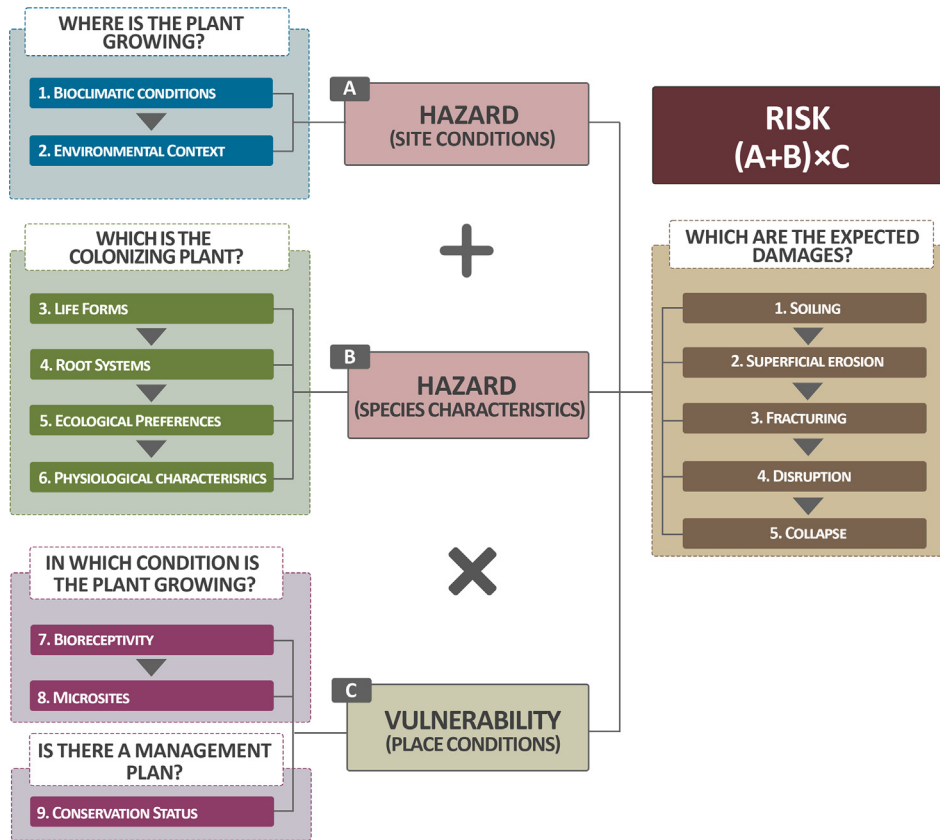 WHERE IS THE PLANT
GROWING?
1. BIOCLIMATIC CONDITIONS
2. ENVIRONMENTAL CONTEXT
A
HAZARD
(SITE CONDITIONS)
RISK
(A+B)×C
+
WHICH IS THE
COLONIZING PLANT?
3. LIFE FORMS
4. ROOT SYSTEMS
5. ECOLOGICAL PREFERENCES
6. PHYSIOLOGICAL CHARACTERISRICS
B
HAZARD
(SPECIES CHARACTERISTICS)
WHICH ARE THE EXPECTED
DAMAGES?
1. SOILING
2. SUPERFICIAL EROSION
3. FRACTURING
4. DISRUPTION
5. COLLAPSE
×
IN WHICH CONDITION IS
THE PLANT GROWING?
7. BIORECEPTIVITY
8. MICROSITES
C
VULNERABILITY
(PLACE CONDITIONS)
IS THERE A MANAGEMENT
PLAN?
9. CONSERVATION STATUS